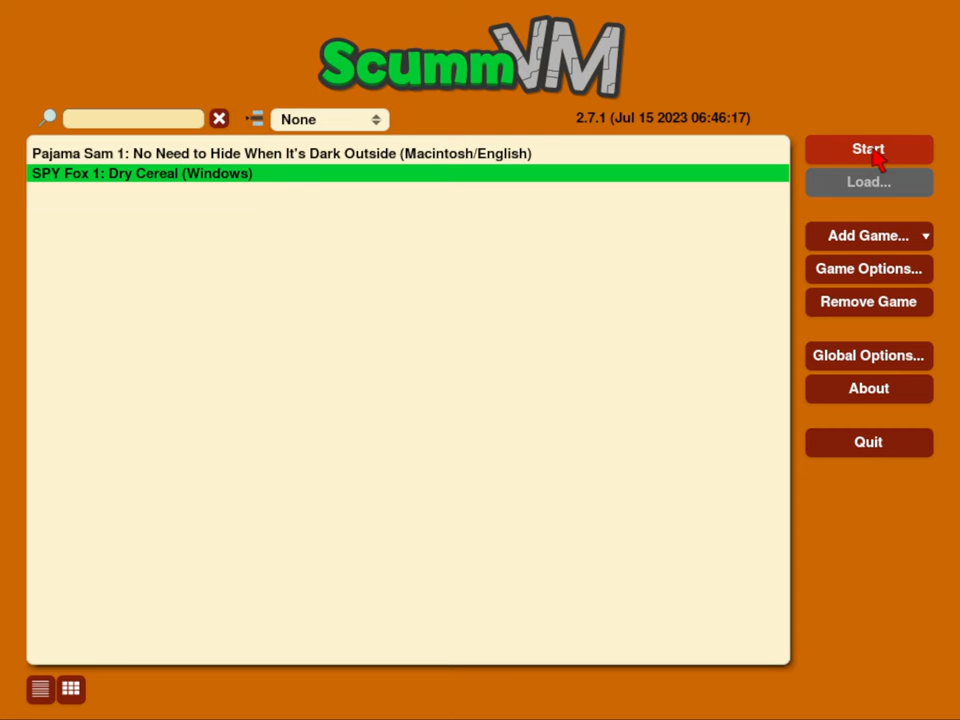 ScummVM
None
2.7.1 (Jul 15 2023 06:46:17)
Pajama Sam 1: No Need to Hide When It's Dark Outside (Macintosh/English)
SPY Fox 1: Dry Cereal (Windows)
Start
Load...
Add Game...
Game Options...
Remove Game
Global Options...
About
Quit